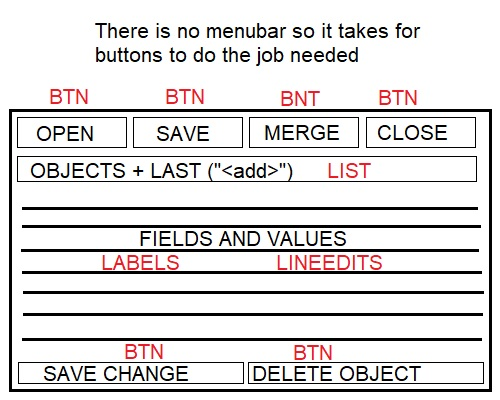 There is no menubar so it takes for
buttons to do the job needed
BTN BTN BNT BTN
OPEN SAVE MERGE CLOSE
OBJECTS + LAST ("<add>") LIST
FIELDS AND VALUES
LABELS LINEEDITS
BTN BTN
SAVE CHANGE DELETE OBJECT